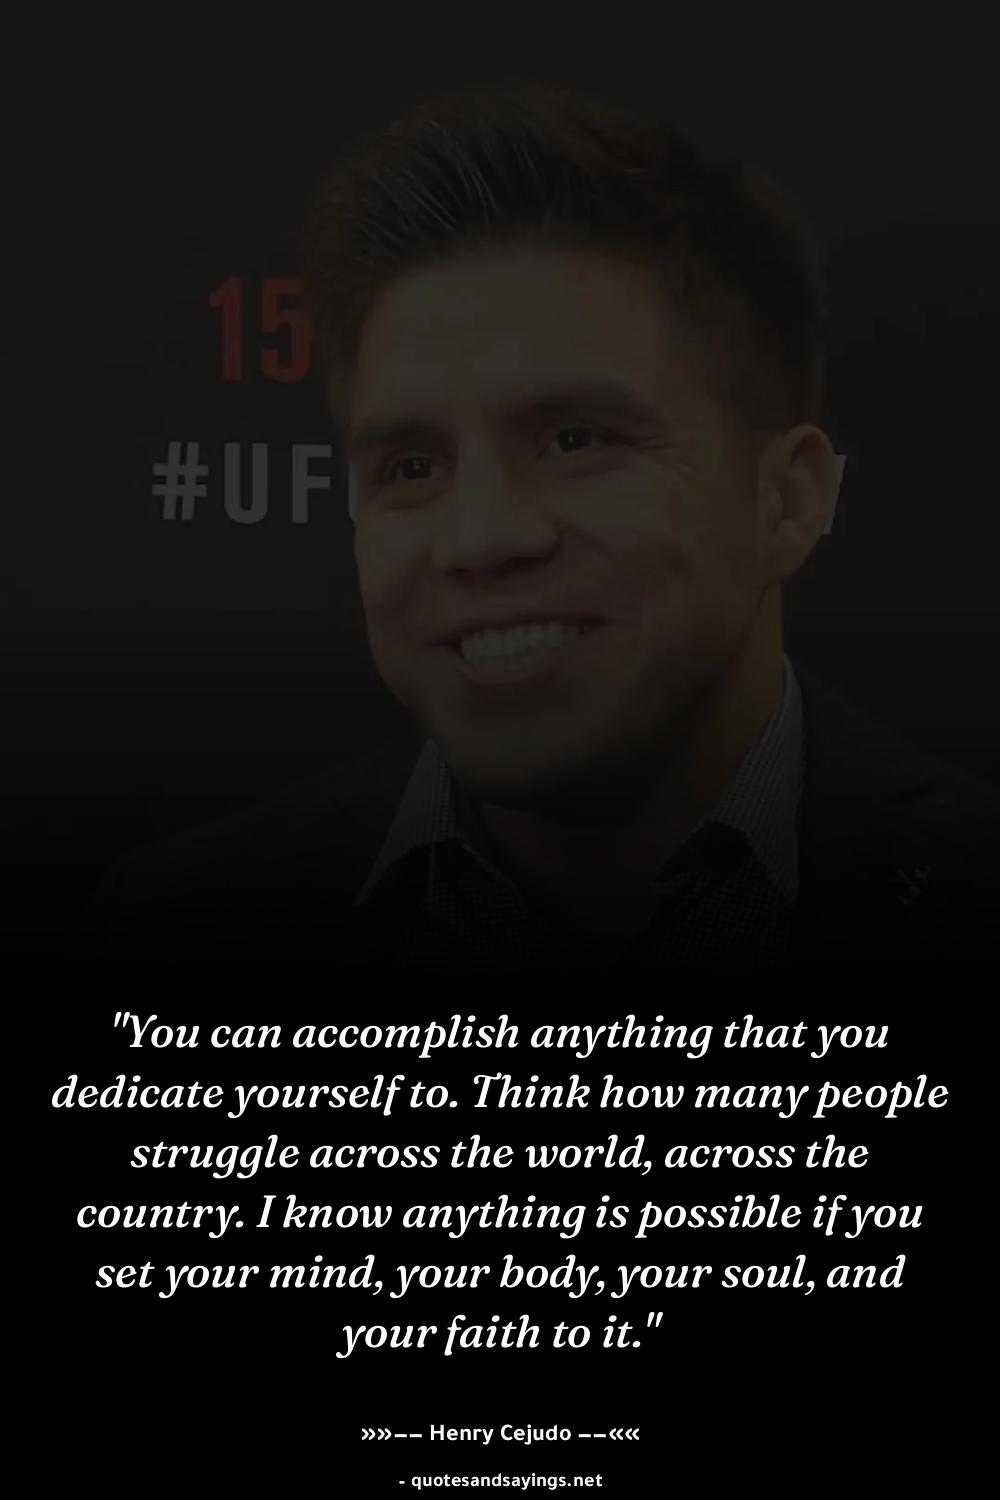 15
#UF
"You can accomplish anything that you
dedicate yourself to. Think how many people
struggle across the world, across the
country. I know anything is possible if you
set your mind, your body, your soul, and
your faith to it."
»»−− Henry Cejudo −−««
- quotesandsayings.net